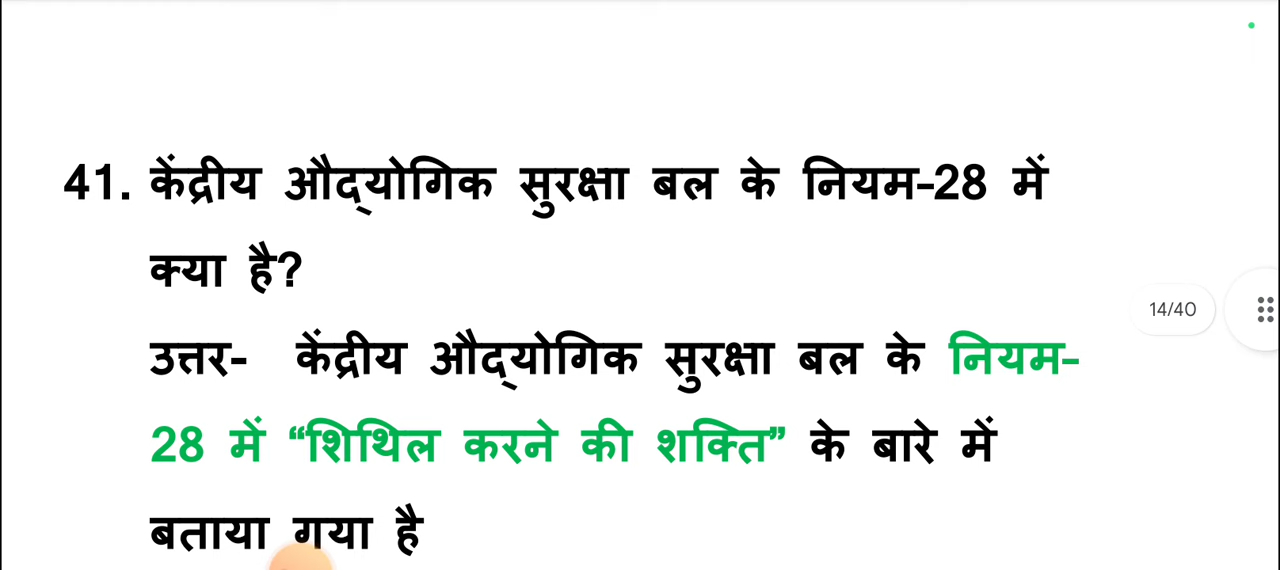 41. केंद्रीय औद्‌योगिक सुरक्षा बल के नियम-28 में
क्या है?
14/40
उत्तर- केंद्रीय औद्‌योगिक सुरक्षा बल के नियम-
28 में “शिथिल करने की शक्ति” के बारे में
बताया गया है